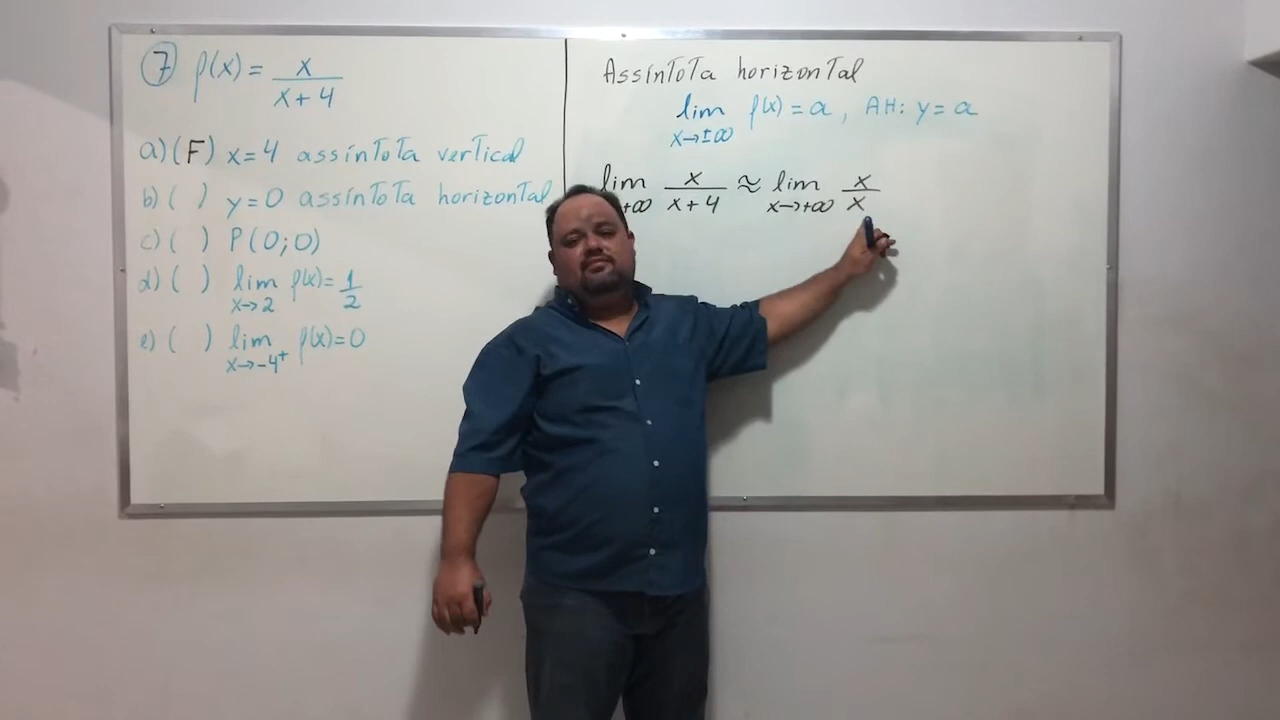 7 f(x) = x / x + 4
a) (F) x = 4 assíntota vertical
b) ( ) y = 0 assíntota horizontal
c) ( ) P(0;0)
d) ( ) lim x→2 f(x) = 1/2
e) ( ) lim x→-4⁺ f(x) = 0
Assíntota horizontal
lim x→±∞ f(x) = a, AH: y = a
lim +∞ x / x + 4 ≈ lim x→+∞ x / x